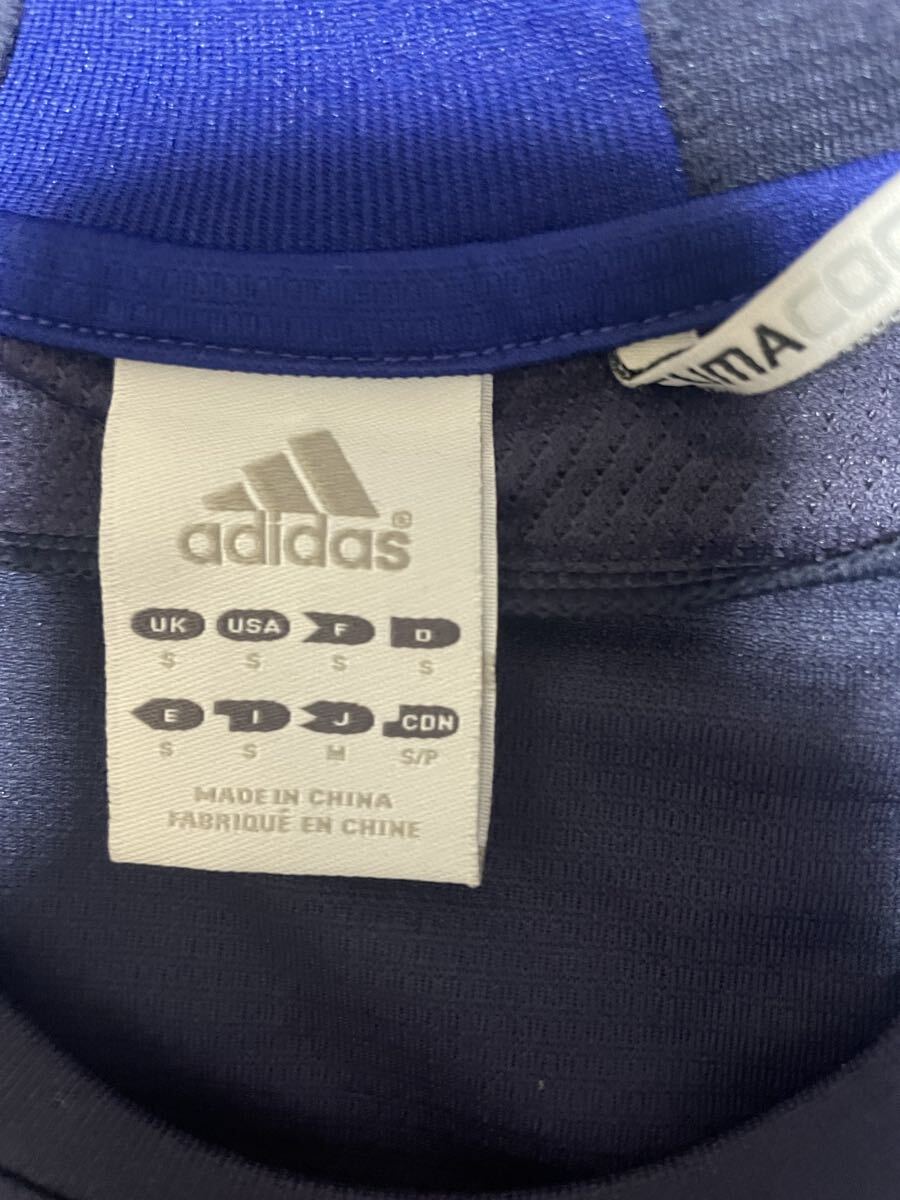 adidas®
UK USA F D
S S S S
E I J CDN
S S M S/P
MADE IN CHINA
FABRIQUÉ EN CHINE